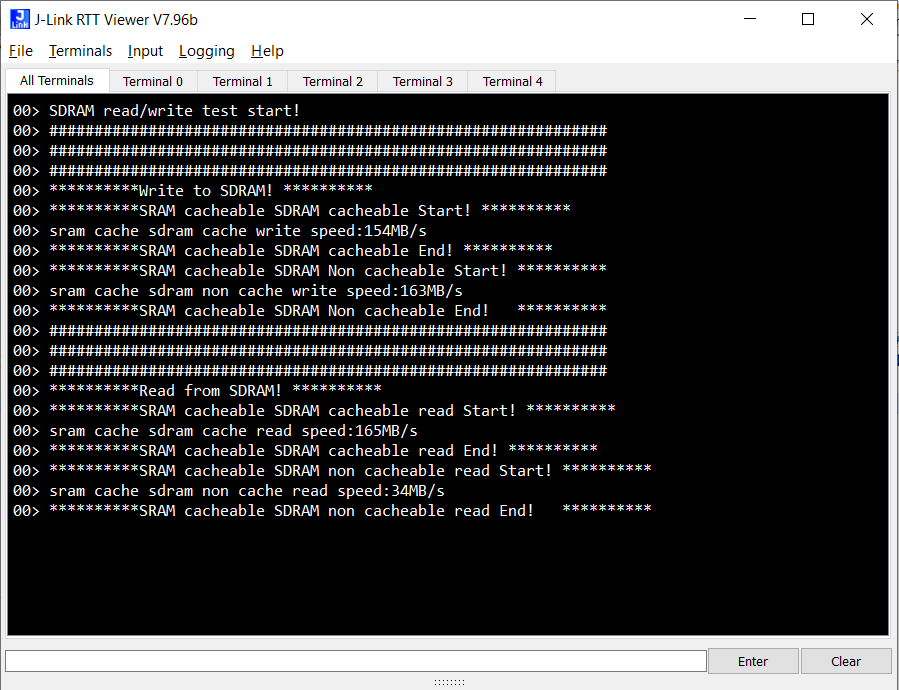 J-Link RTT Viewer V7.96b
File Terminals Input Logging Help
All Terminals Terminal 0 Terminal 1 Terminal 2 Terminal 3 Terminal 4
00> SDRAM read/write test start!
00> ##############################################################
00> ##############################################################
00> ##############################################################
00> **********Write to SDRAM! **********
00> **********SRAM cacheable SDRAM cacheable Start! **********
00> sram cache sdram cache write speed:154MB/s
00> **********SRAM cacheable SDRAM cacheable End! **********
00> **********SRAM cacheable SDRAM Non cacheable Start! **********
00> sram cache sdram non cache write speed:163MB/s
00> **********SRAM cacheable SDRAM Non cacheable End!   **********
00> ##############################################################
00> ##############################################################
00> ##############################################################
00> **********Read from SDRAM! **********
00> **********SRAM cacheable SDRAM cacheable read Start! **********
00> sram cache sdram cache read speed:165MB/s
00> **********SRAM cacheable SDRAM cacheable read End! **********
00> **********SRAM cacheable SDRAM non cacheable read Start! **********
00> sram cache sdram non cache read speed:34MB/s
00> **********SRAM cacheable SDRAM non cacheable read End!   **********
Enter Clear